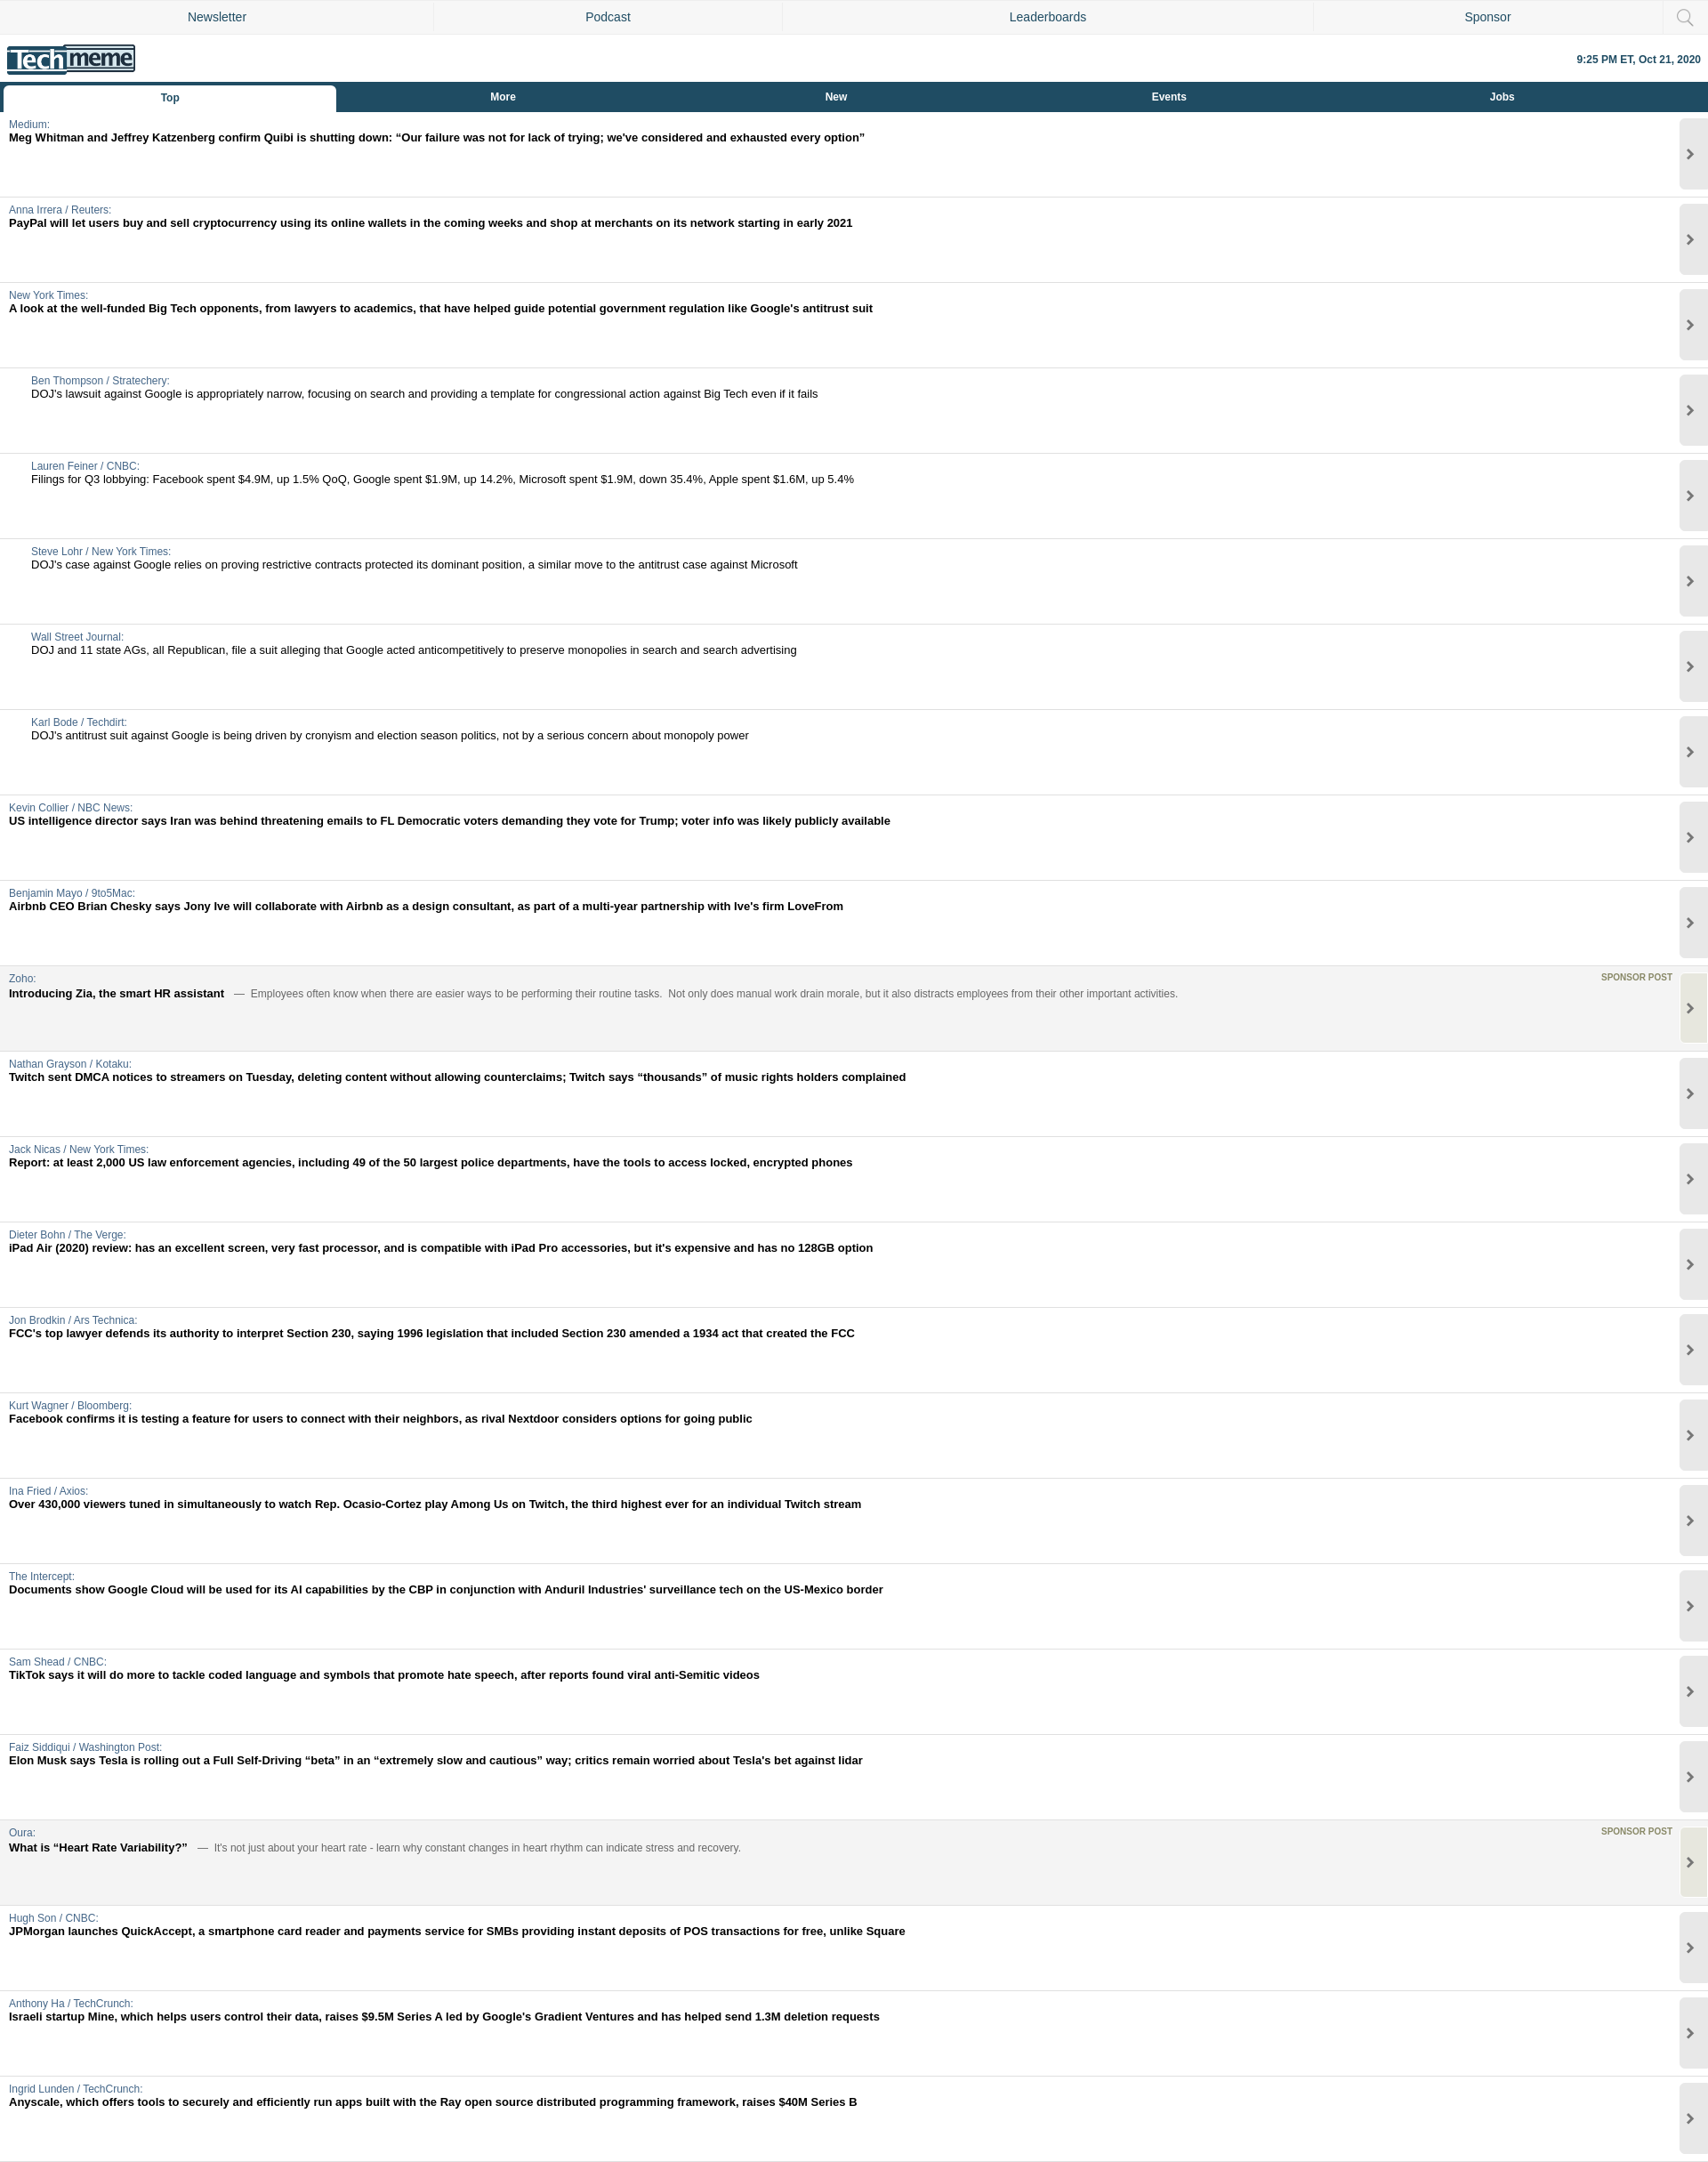 Newsletter
Podcast
Leaderboards
Sponsor
Techmeme
9:25 PM ET, Oct 21, 2020
Top
More
New
Events
Jobs
Medium:
Meg Whitman and Jeffrey Katzenberg confirm Quibi is shutting down: “Our failure was not for lack of trying; we've considered and exhausted every option”
Anna Irrera / Reuters:
PayPal will let users buy and sell cryptocurrency using its online wallets in the coming weeks and shop at merchants on its network starting in early 2021
New York Times:
A look at the well-funded Big Tech opponents, from lawyers to academics, that have helped guide potential government regulation like Google's antitrust suit
Ben Thompson / Stratechery:
DOJ's lawsuit against Google is appropriately narrow, focusing on search and providing a template for congressional action against Big Tech even if it fails
Lauren Feiner / CNBC:
Filings for Q3 lobbying: Facebook spent $4.9M, up 1.5% QoQ, Google spent $1.9M, up 14.2%, Microsoft spent $1.9M, down 35.4%, Apple spent $1.6M, up 5.4%
Steve Lohr / New York Times:
DOJ's case against Google relies on proving restrictive contracts protected its dominant position, a similar move to the antitrust case against Microsoft
Wall Street Journal:
DOJ and 11 state AGs, all Republican, file a suit alleging that Google acted anticompetitively to preserve monopolies in search and search advertising
Karl Bode / Techdirt:
DOJ's antitrust suit against Google is being driven by cronyism and election season politics, not by a serious concern about monopoly power
Kevin Collier / NBC News:
US intelligence director says Iran was behind threatening emails to FL Democratic voters demanding they vote for Trump; voter info was likely publicly available
Benjamin Mayo / 9to5Mac:
Airbnb CEO Brian Chesky says Jony Ive will collaborate with Airbnb as a design consultant, as part of a multi-year partnership with Ive's firm LoveFrom
Zoho:
SPONSOR POST
Introducing Zia, the smart HR assistant — Employees often know when there are easier ways to be performing their routine tasks. Not only does manual work drain morale, but it also distracts employees from their other important activities.
Nathan Grayson / Kotaku:
Twitch sent DMCA notices to streamers on Tuesday, deleting content without allowing counterclaims; Twitch says “thousands” of music rights holders complained
Jack Nicas / New York Times:
Report: at least 2,000 US law enforcement agencies, including 49 of the 50 largest police departments, have the tools to access locked, encrypted phones
Dieter Bohn / The Verge:
iPad Air (2020) review: has an excellent screen, very fast processor, and is compatible with iPad Pro accessories, but it's expensive and has no 128GB option
Jon Brodkin / Ars Technica:
FCC's top lawyer defends its authority to interpret Section 230, saying 1996 legislation that included Section 230 amended a 1934 act that created the FCC
Kurt Wagner / Bloomberg:
Facebook confirms it is testing a feature for users to connect with their neighbors, as rival Nextdoor considers options for going public
Ina Fried / Axios:
Over 430,000 viewers tuned in simultaneously to watch Rep. Ocasio-Cortez play Among Us on Twitch, the third highest ever for an individual Twitch stream
The Intercept:
Documents show Google Cloud will be used for its AI capabilities by the CBP in conjunction with Anduril Industries' surveillance tech on the US-Mexico border
Sam Shead / CNBC:
TikTok says it will do more to tackle coded language and symbols that promote hate speech, after reports found viral anti-Semitic videos
Faiz Siddiqui / Washington Post:
Elon Musk says Tesla is rolling out a Full Self-Driving “beta” in an “extremely slow and cautious” way; critics remain worried about Tesla's bet against lidar
Oura:
SPONSOR POST
What is “Heart Rate Variability?” — It's not just about your heart rate - learn why constant changes in heart rhythm can indicate stress and recovery.
Hugh Son / CNBC:
JPMorgan launches QuickAccept, a smartphone card reader and payments service for SMBs providing instant deposits of POS transactions for free, unlike Square
Anthony Ha / TechCrunch:
Israeli startup Mine, which helps users control their data, raises $9.5M Series A led by Google's Gradient Ventures and has helped send 1.3M deletion requests
Ingrid Lunden / TechCrunch:
Anyscale, which offers tools to securely and efficiently run apps built with the Ray open source distributed programming framework, raises $40M Series B